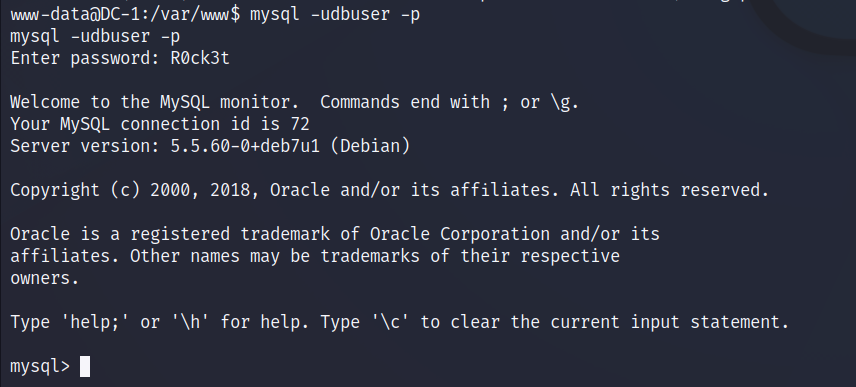 www-data@DC-1:/var/www$ mysql -udbuser -p
mysql -udbuser -p
Enter password: R0ck3t
Welcome to the MySQL monitor.  Commands end with ; or \g.
Your MySQL connection id is 72
Server version: 5.5.60-0+deb7u1 (Debian)
Copyright (c) 2000, 2018, Oracle and/or its affiliates. All rights reserved.
Oracle is a registered trademark of Oracle Corporation and/or its
affiliates. Other names may be trademarks of their respective
owners.
Type 'help;' or '\h' for help. Type '\c' to clear the current input statement.
mysql>